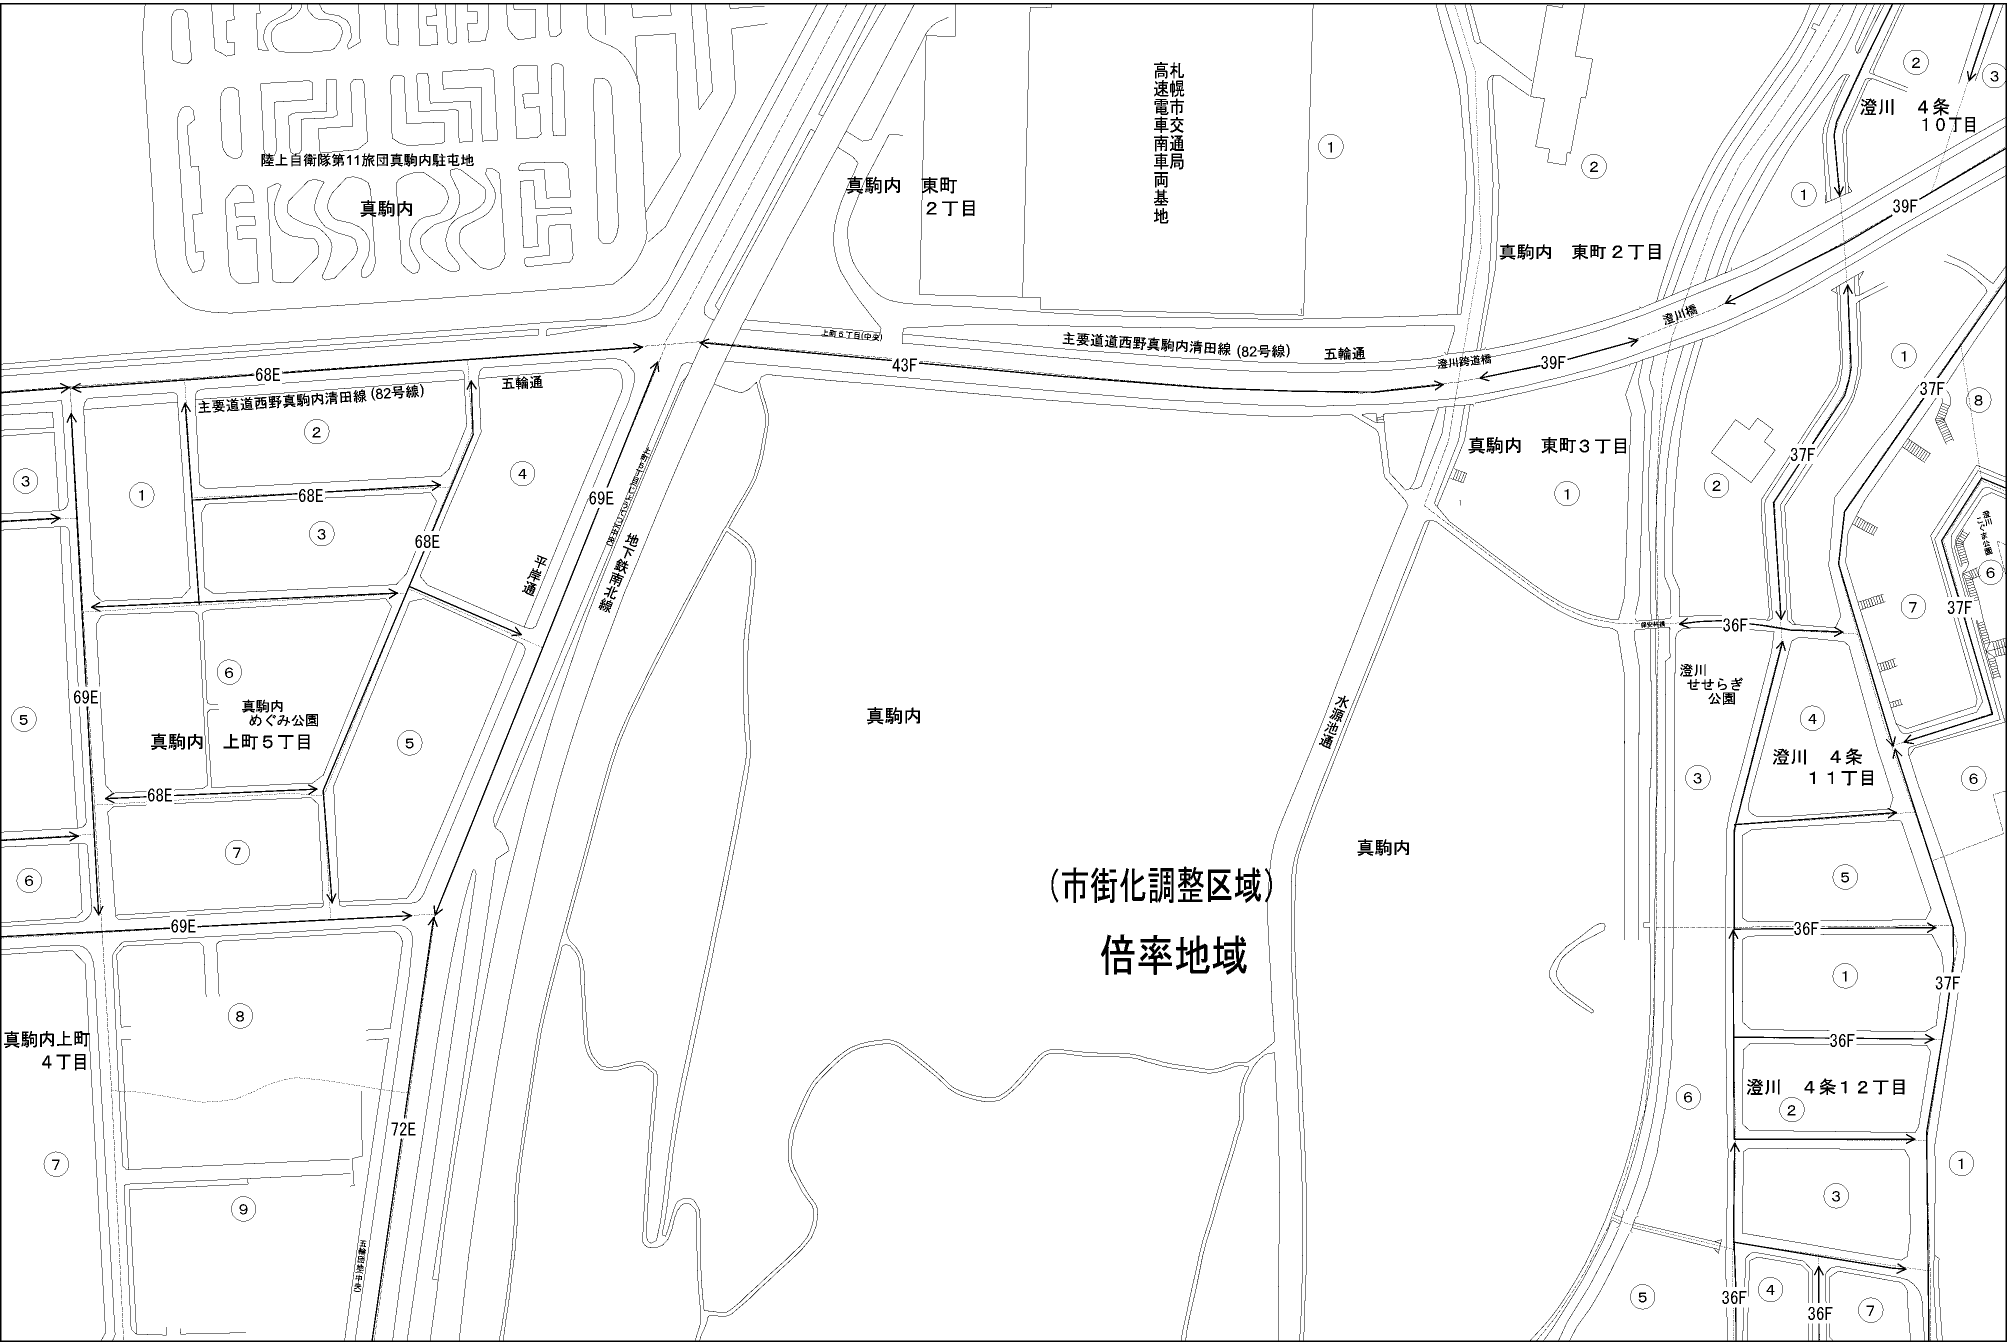 陸上自衛隊第11旅団真駒内駐屯地
真駒内
真駒内 東町
２丁目
札幌市交通局
高速電車南車両基地
①
②
真駒内 東町２丁目
②
③
澄川 ４条
１０丁目
①
39F
澄川橋
主要道道西野真駒内清田線(82号線)
五輪通
澄川跨道橋
39F
43F
上町５丁目(中央)
68E
主要道道西野真駒内清田線(82号線)
五輪通
②
③
①
68E
③
④
68E
69E
平岸通
地下鉄南北線
真駒内 東町３丁目
①
②
37F
①
37F
⑧
⑥
⑦
37F
36F
澄川
せせらぎ
公園
④
澄川 ４条
１１丁目
③
⑥
⑤
69E
⑤
⑥
真駒内
めぐみ公園
真駒内 上町５丁目
⑤
68E
⑦
⑥
69E
真駒内
水源池通
真駒内
（市街化調整区域）
倍率地域
36F
①
37F
36F
澄川 ４条１２丁目
②
⑥
①
③
⑤
36F
④
36F
⑦
⑧
真駒内上町
４丁目
72E
⑦
⑨